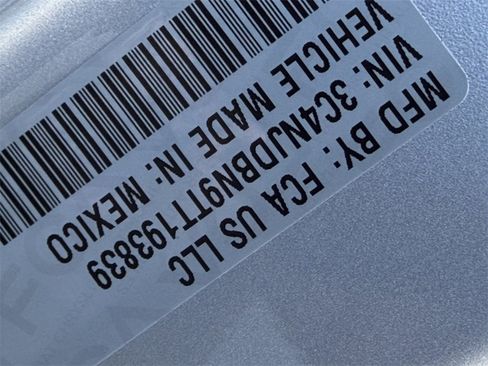 MFD BY: FCA US LLC
VIN: 3C4NJDBN9TT193839
VEHICLE MADE IN: MEXICO